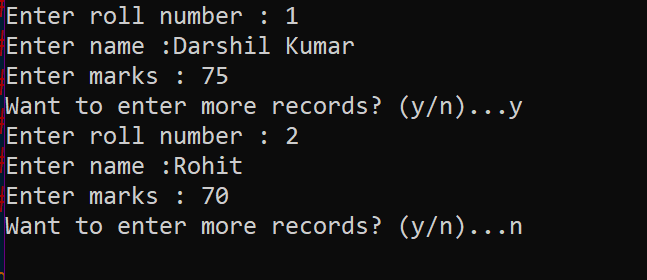 Enter roll number : 1
Enter name :Darshil Kumar
Enter marks : 75
Want to enter more records? (y/n)...y
Enter roll number : 2
Enter name :Rohit
Enter marks : 70
Want to enter more records? (y/n)...n